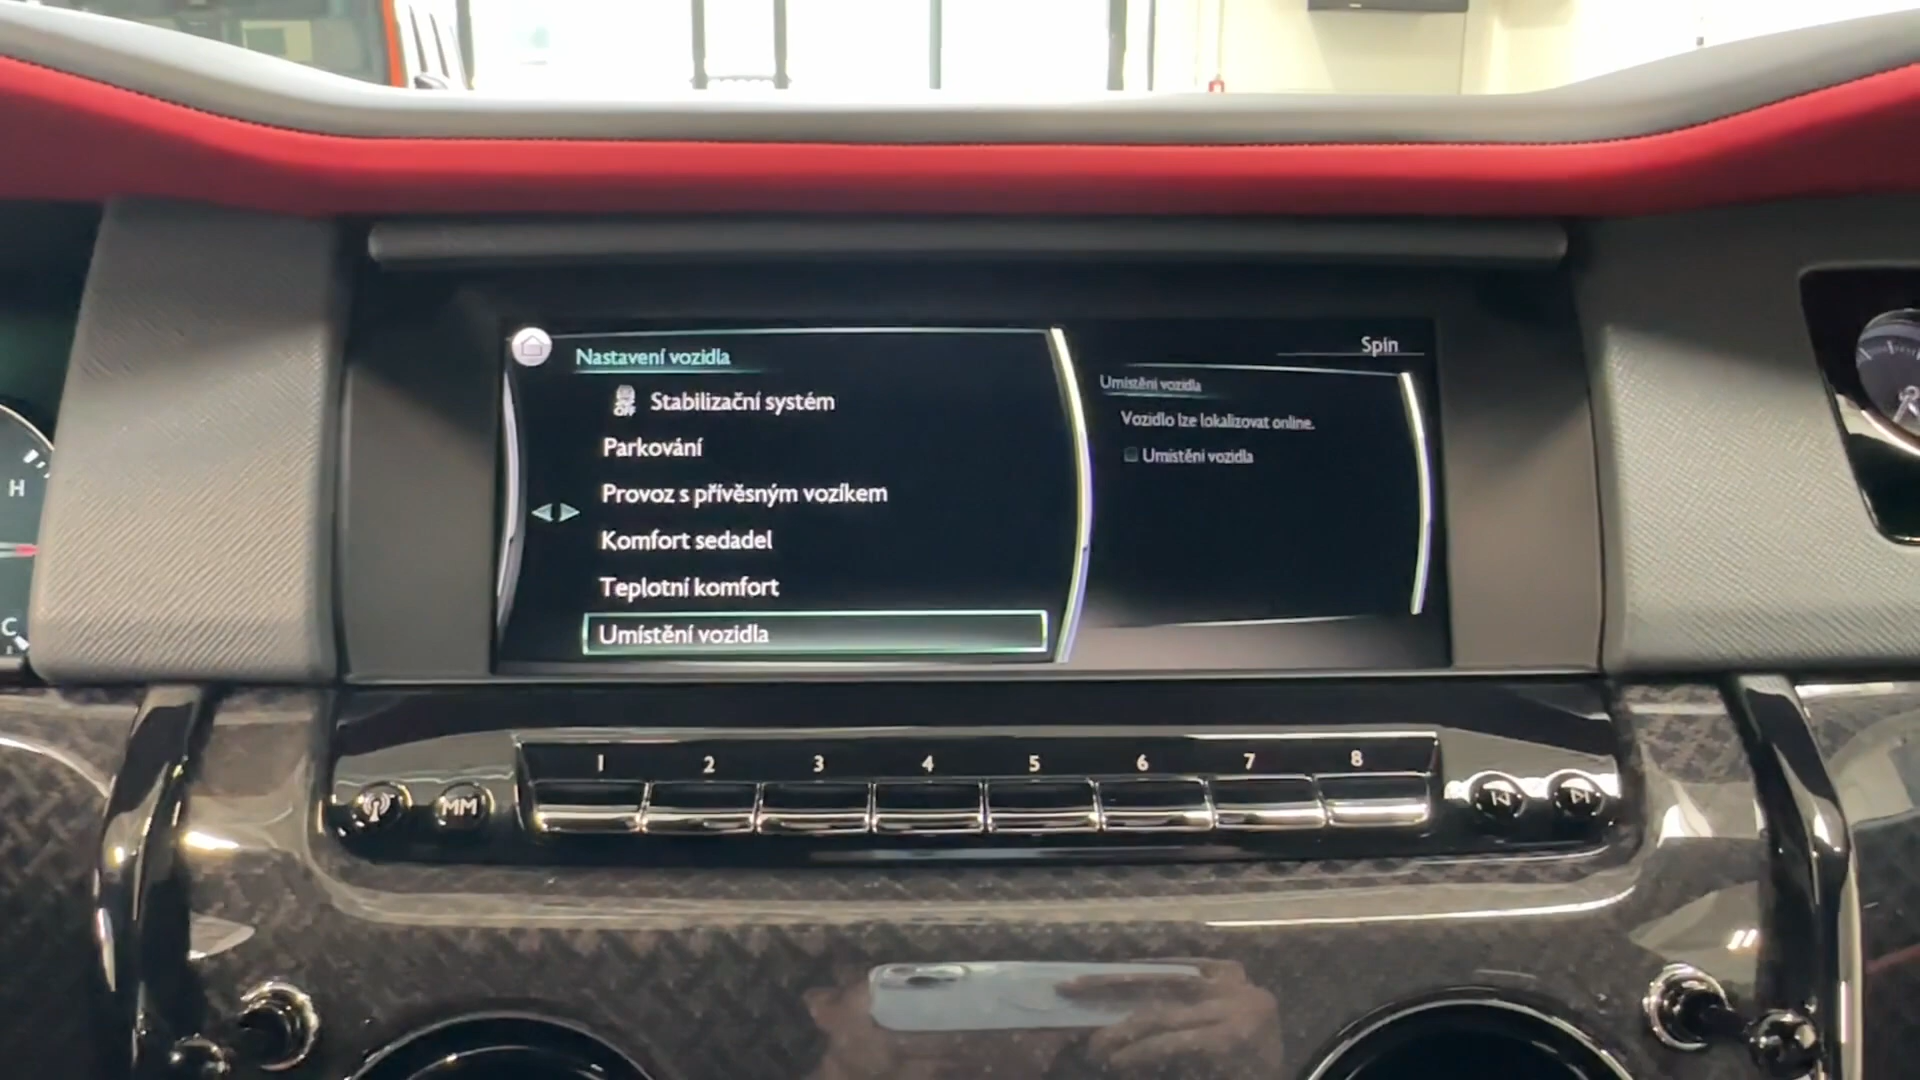 Nastavení vozidla
OFF Stabilizační systém
Parkování
Provoz s přívěsným vozíkem
Komfort sedadel
Teplotní komfort
Umístění vozidla
Spin
Umístění vozidla
Vozidlo lze lokalizovat online.
Umístění vozidla
H
C
1 2 3 4 5 6 7 8
MM